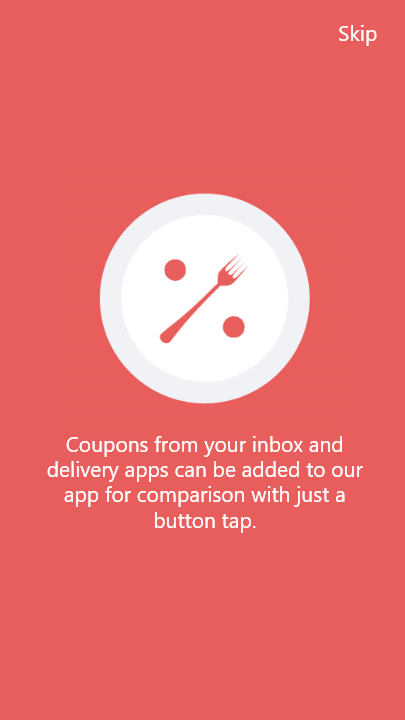 Skip
Coupons from your inbox and
delivery apps can be added to our
app for comparison with just a
button tap.